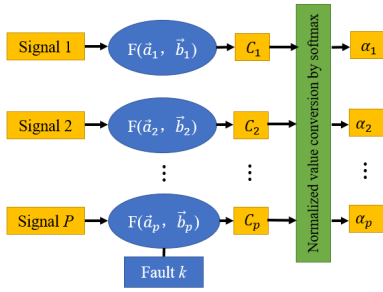 Signal 1
F(a⃗₁, b⃗₁)
C₁
α₁
Signal 2
F(a⃗₂, b⃗₂)
C₂
α₂
⋮ ⋮ ⋮
Signal P
F(a⃗ₚ, b⃗ₚ)
Cₚ
αₚ
Fault k
Normalized value conversion by softmax